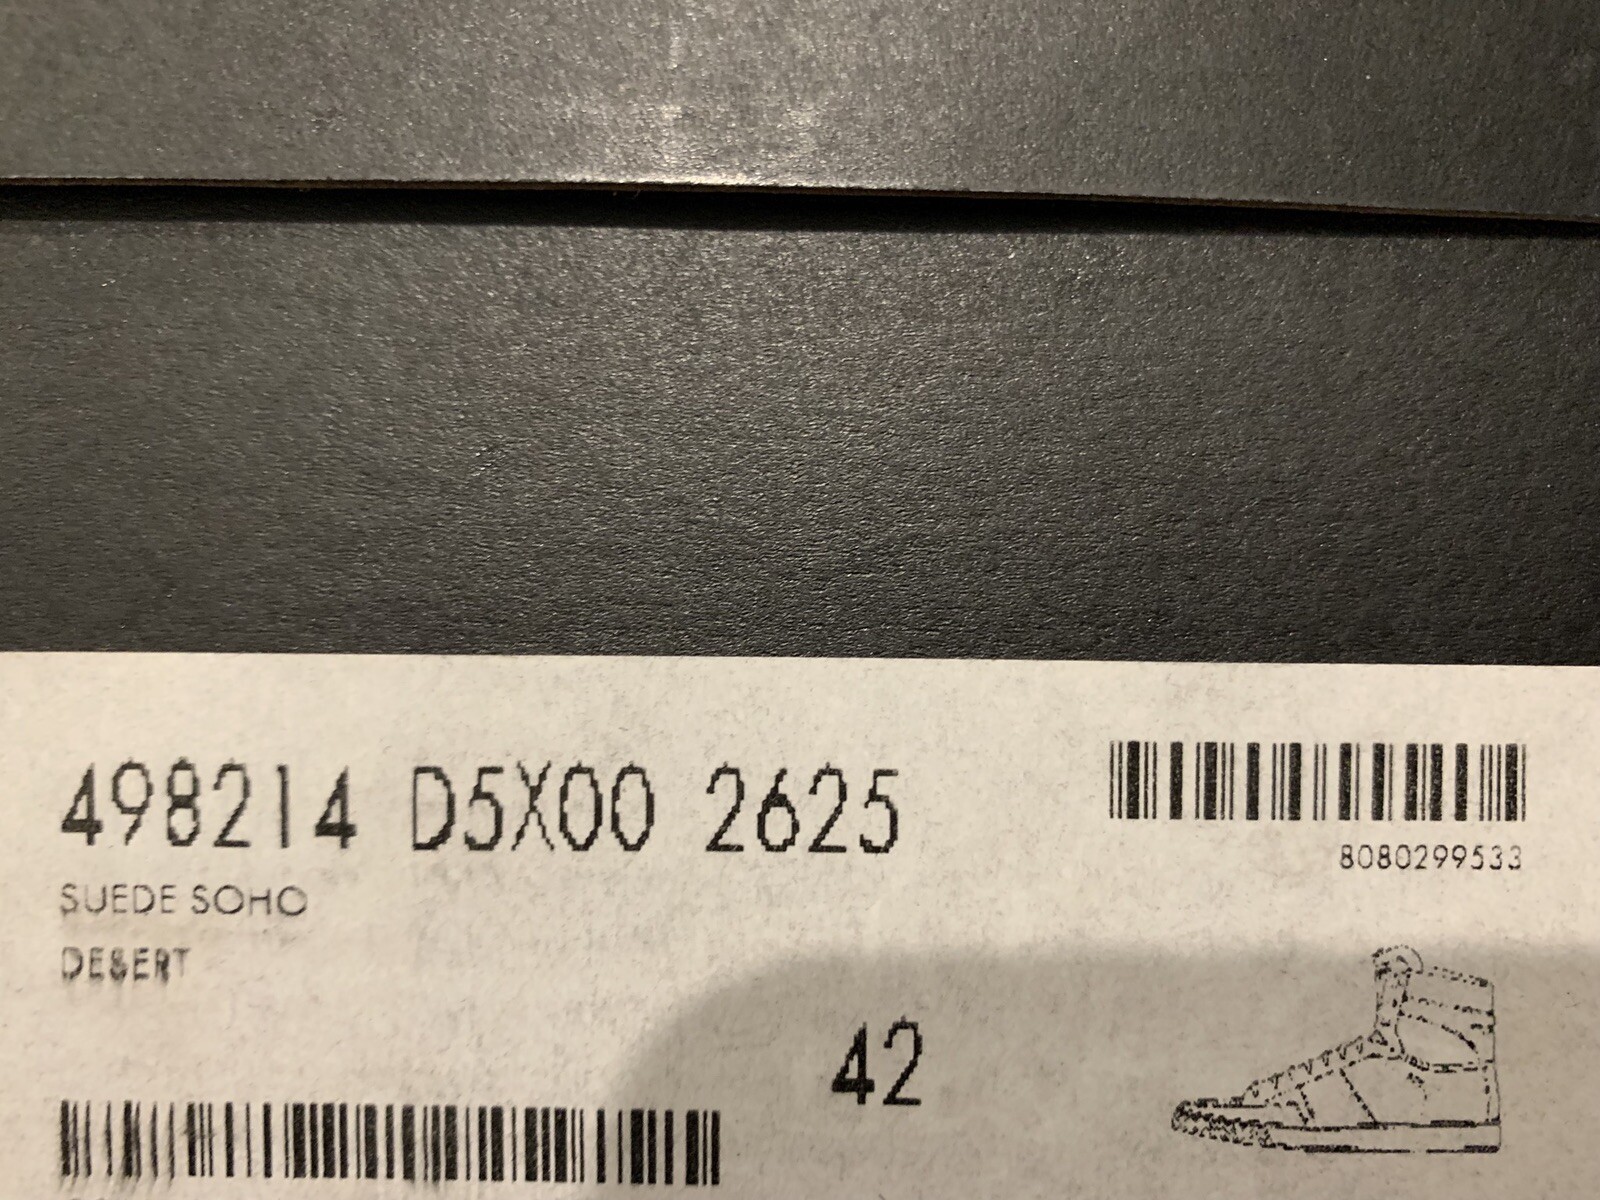 498214 D5X00 2625
8080299533
SUEDE SOHO
DESERT
42